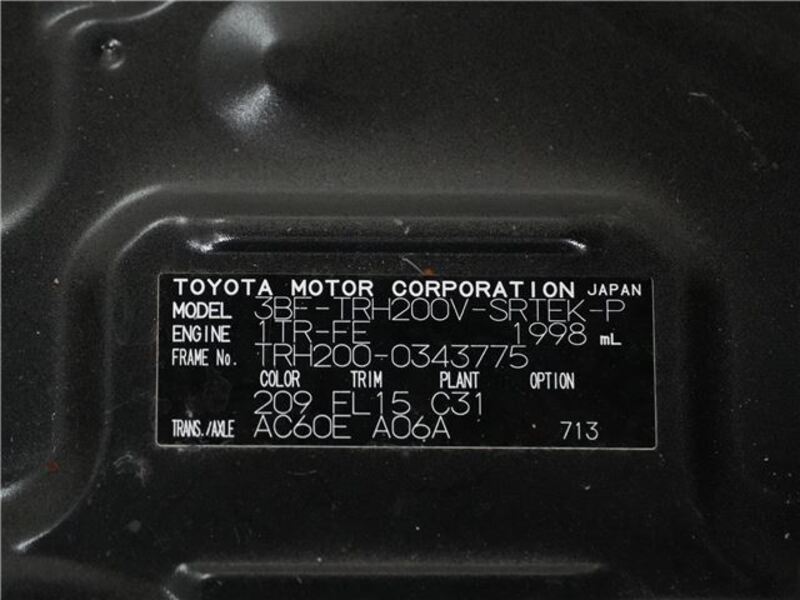 TOYOTA MOTOR CORPORATION JAPAN
MODEL 3BF-TRH200V-SRTEK-P
ENGINE 1TR-FE 1998 mL
FRAME No. TRH200-0343775
COLOR TRIM PLANT OPTION
209 FL15 C31
TRANS./AXLE AC60E A06A 713